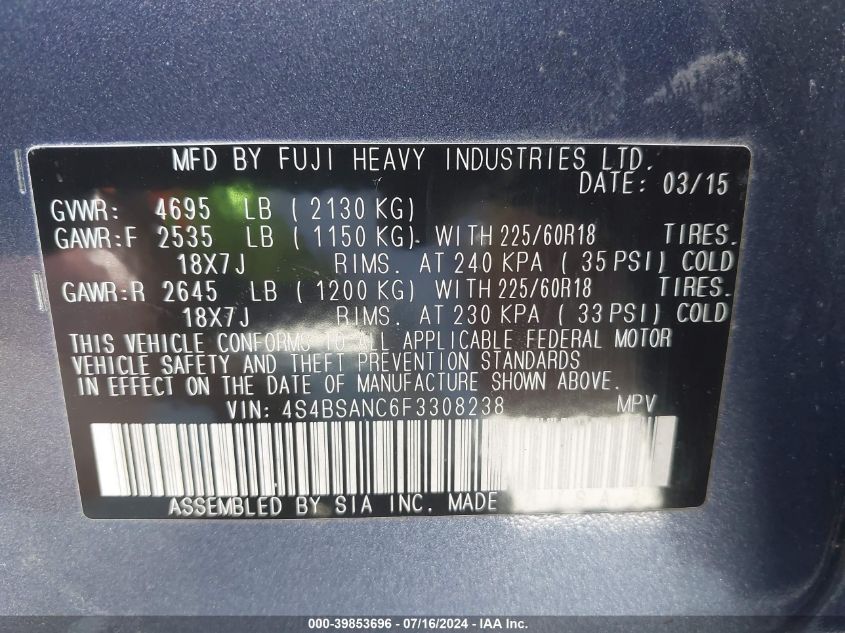 MFD BY FUJI HEAVY INDUSTRIES LTD.
DATE: 03/15
GVWR: 4695 LB ( 2130 KG)
GAWR:F 2535 LB ( 1150 KG) WITH 225/60R18 TIRES.
18X7J RIMS. AT 240 KPA ( 35 PSI) COLD
GAWR:R 2645 LB ( 1200 KG) WITH 225/60R18 TIRES.
18X7J RIMS. AT 230 KPA ( 33 PSI) COLD
THIS VEHICLE CONFORMS TO ALL APPLICABLE FEDERAL MOTOR
VEHICLE SAFETY AND THEFT PREVENTION STANDARDS
IN EFFECT ON THE DATE OF MANUFACTURE SHOWN ABOVE.
VIN: 4S4BSANC6F3308238 MPV
ASSEMBLED BY SIA INC. MADE
000-39853696 - 07/16/2024 - IAA Inc.